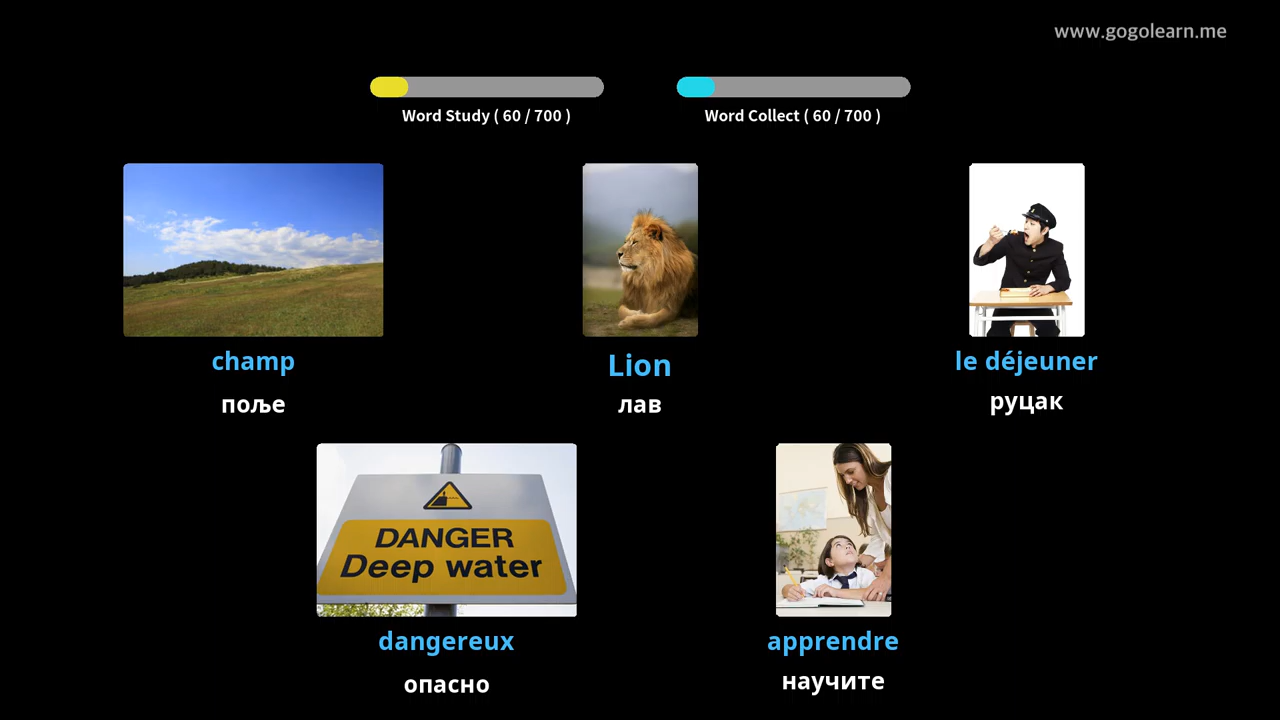 www.gogolearn.me
Word Study ( 60 / 700 )
Word Collect ( 60 / 700 )
champ
поље
Lion
лав
le déjeuner
руцак
DANGER
Deep water
dangereux
опасно
apprendre
научите